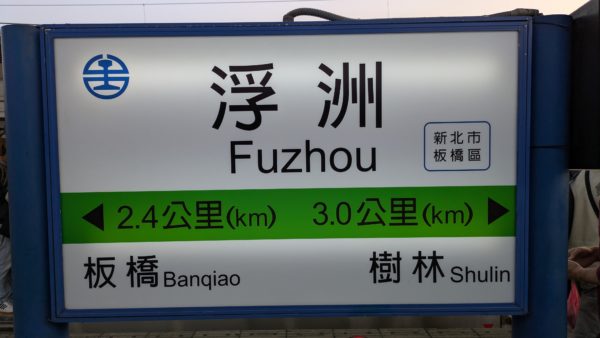 浮洲
Fuzhou
新北市
板橋區
◀ 2.4公里(km) 3.0公里(km) ▶
板橋Banqiao 樹林Shulin